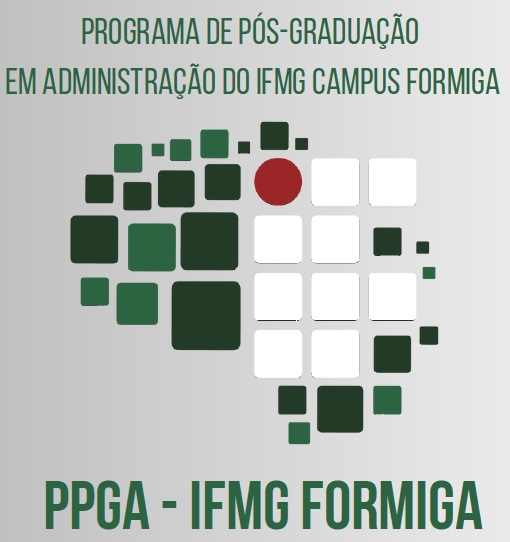 PROGRAMA DE PÓS-GRADUAÇÃO
EM ADMINISTRAÇÃO DO IFMG CAMPUS FORMIGA
PPGA - IFMG FORMIGA